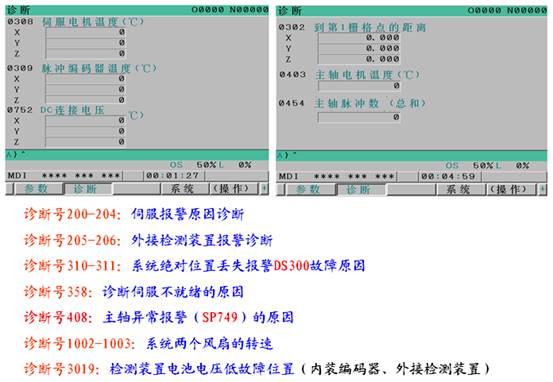 诊断 O0000 N00000
0308 伺服电机温度(℃)
X 0
Y 0
Z 0
0309 脉冲编码器温度(℃)
X 0
Y 0
Z 0
0752 DC连接电压
X 0
Y 0
Z 0
A)^
OS 50% L 0%
MDI **** *** *** 00:01:27
参数 诊断 系统 (操作) +
诊断 O0000 N00000
0302 到第1栅格点的距离
X 0.000
Y 0.000
Z 0.000
0403 主轴电机温度(℃)
0
0454 主轴脉冲数 (总和)
0
A)^
OS 50% L 0%
MDI **** *** *** 00:04:59
参数 诊断 系统 (操作) +
诊断号200-204：伺服报警原因诊断
诊断号205-206：外接检测装置报警诊断
诊断号310-311：系统绝对位置丢失报警DS300故障原因
诊断号358：诊断伺服不就绪的原因
诊断号408：主轴异常报警（SP749）的原因
诊断号1002-1003：系统两个风扇的转速
诊断号3019：检测装置电池电压低故障位置（内装编码器、外接检测装置）